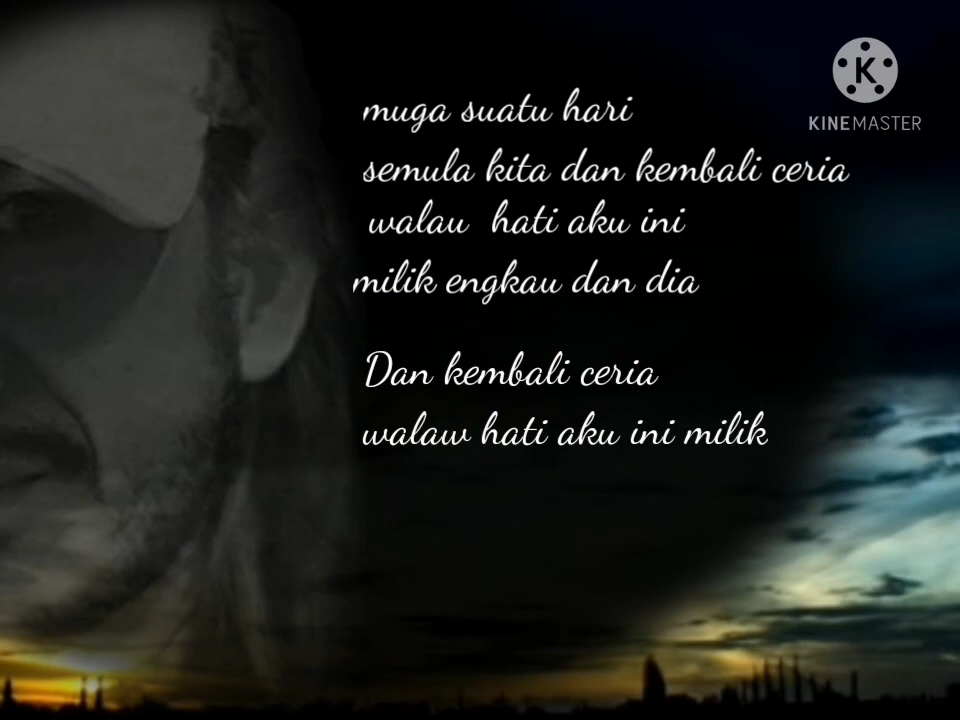 KINEMASTER
muga suatu hari
semula kita dan kembali ceria
walau hati aku ini
milik engkau dan dia
Dan kembali ceria
walaw hati aku ini milik